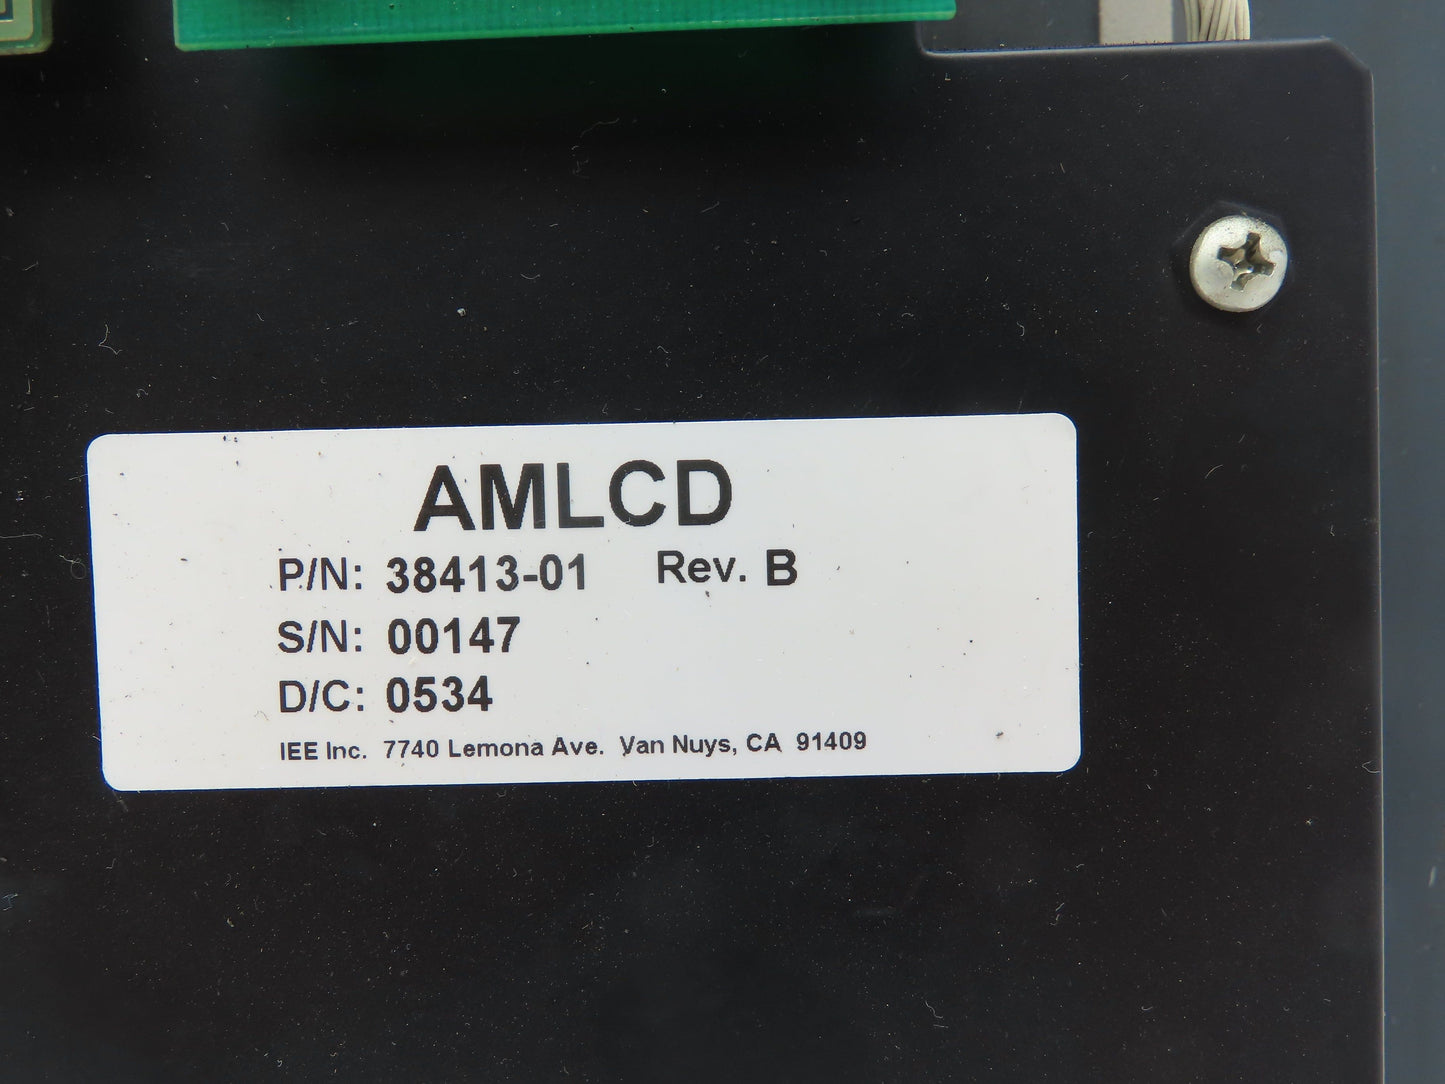 AMLCD
P/N: 38413-01 Rev. B
S/N: 00147
D/C: 0534
IEE Inc. 7740 Lemona Ave. Van Nuys, CA 91409